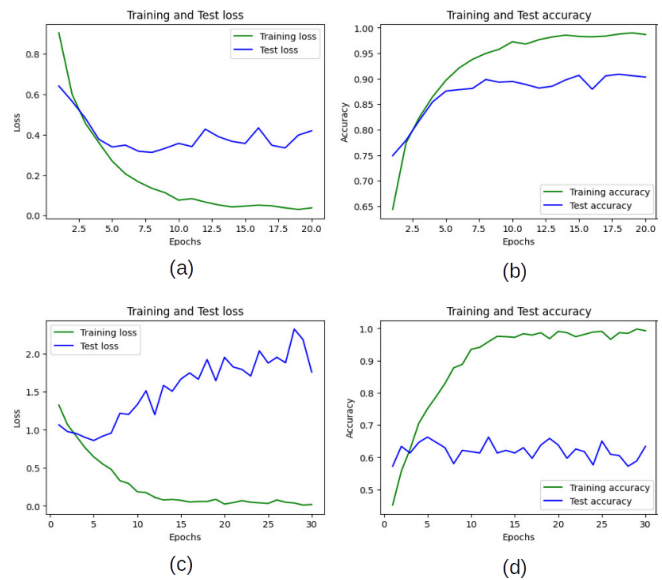 Training and Test loss
Training and Test accuracy
Loss
0.8
0.6
0.4
0.2
0.0
Training loss
Test loss
2.5 5.0 7.5 10.0 12.5 15.0 17.5 20.0
Epochs
(a)
Accuracy
1.00
0.95
0.90
0.85
0.80
0.75
0.70
0.65
Training accuracy
Test accuracy
2.5 5.0 7.5 10.0 12.5 15.0 17.5 20.0
Epochs
(b)
Training and Test loss
Training and Test accuracy
Loss
2.0
1.5
1.0
0.5
0.0
Training loss
Test loss
0 5 10 15 20 25 30
Epochs
(c)
Accuracy
1.0
0.9
0.8
0.7
0.6
0.5
Training accuracy
Test accuracy
0 5 10 15 20 25 30
Epochs
(d)